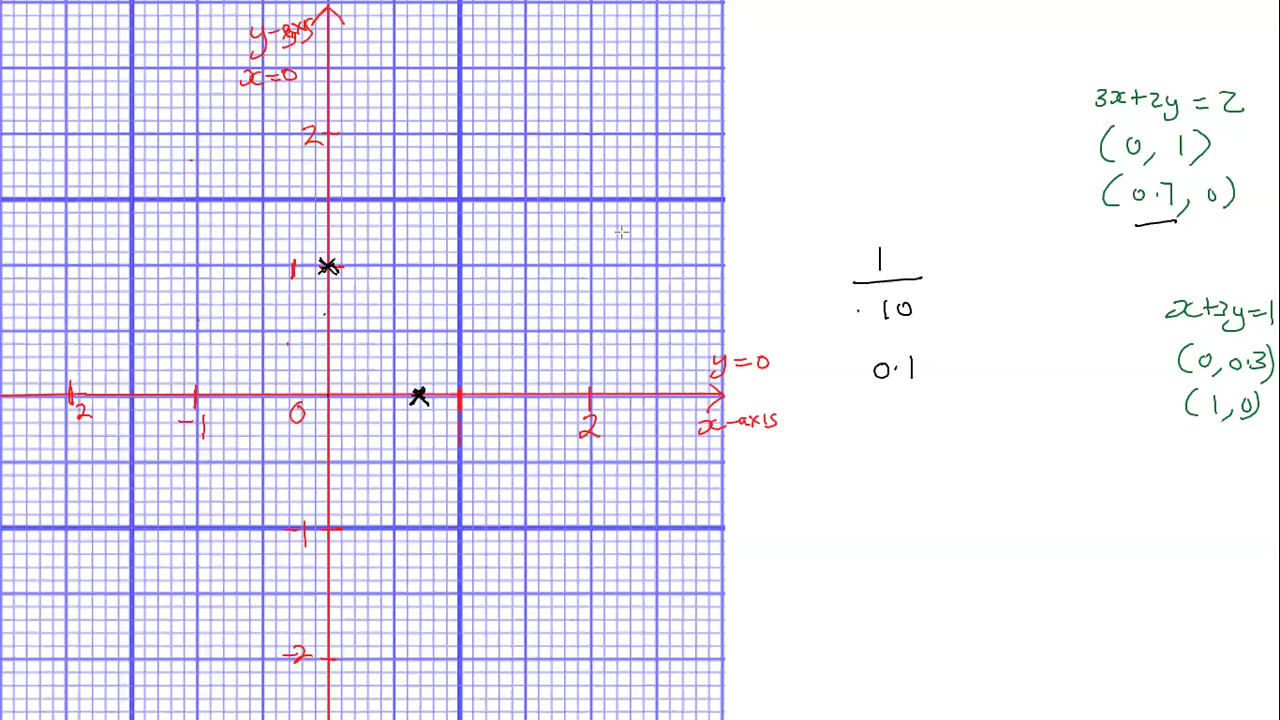 y-axis
x=0
2
1
y=0
-2
-1
0
2
x-axis
-1
-2
1
10
0.1
3x+2y=2
(0, 1)
(0.7, 0)
x+3y=1
(0, 0.3)
(1, 0)